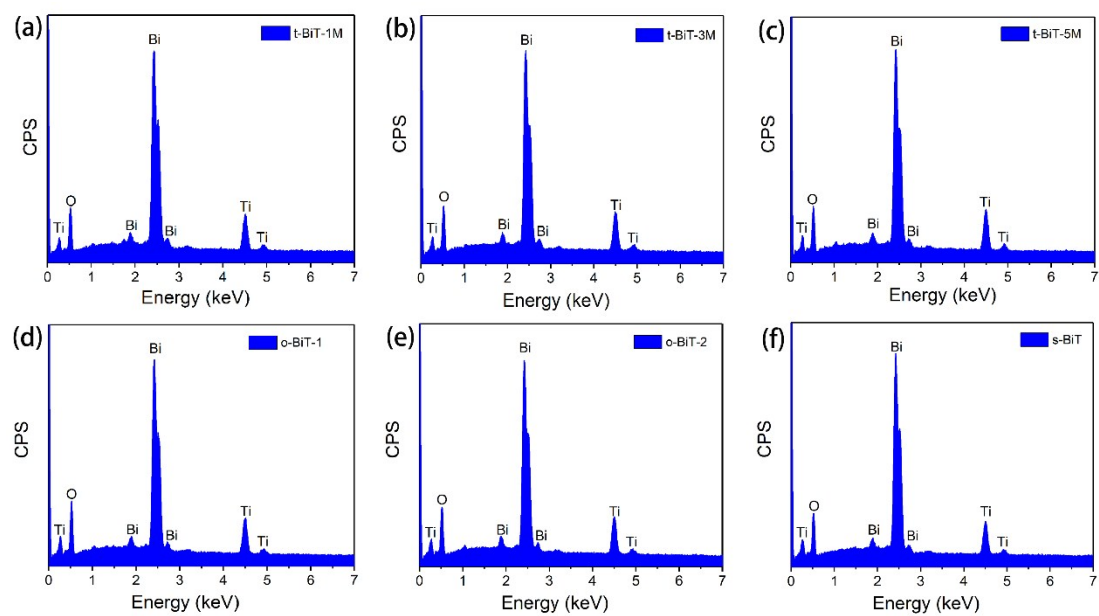 (a)
t-BiT-1M
Bi
O
Ti
Bi
Bi
Ti
Ti
CPS
0 1 2 3 4 5 6 7
Energy (keV)
(b)
t-BiT-3M
Bi
O
Ti
Bi
Bi
Ti
Ti
CPS
0 1 2 3 4 5 6 7
Energy (keV)
(c)
t-BiT-5M
Bi
O
Ti
Bi
Bi
Ti
Ti
CPS
0 1 2 3 4 5 6 7
Energy (keV)
(d)
o-BiT-1
Bi
O
Ti
Bi
Bi
Ti
Ti
CPS
0 1 2 3 4 5 6 7
Energy (keV)
(e)
o-BiT-2
Bi
O
Ti
Bi
Bi
Ti
Ti
CPS
0 1 2 3 4 5 6 7
Energy (keV)
(f)
s-BiT
Bi
O
Ti
Bi
Bi
Ti
Ti
CPS
0 1 2 3 4 5 6 7
Energy (keV)